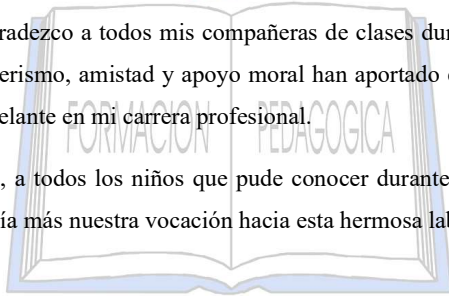 radezco a todos mis compañeras de clases dur
erismo, amistad y apoyo moral han aportado
elante en mi carrera profesional.
FORMACION PEDAGOGICA
, a todos los niños que pude conocer durante
ía más nuestra vocación hacia esta hermosa lab